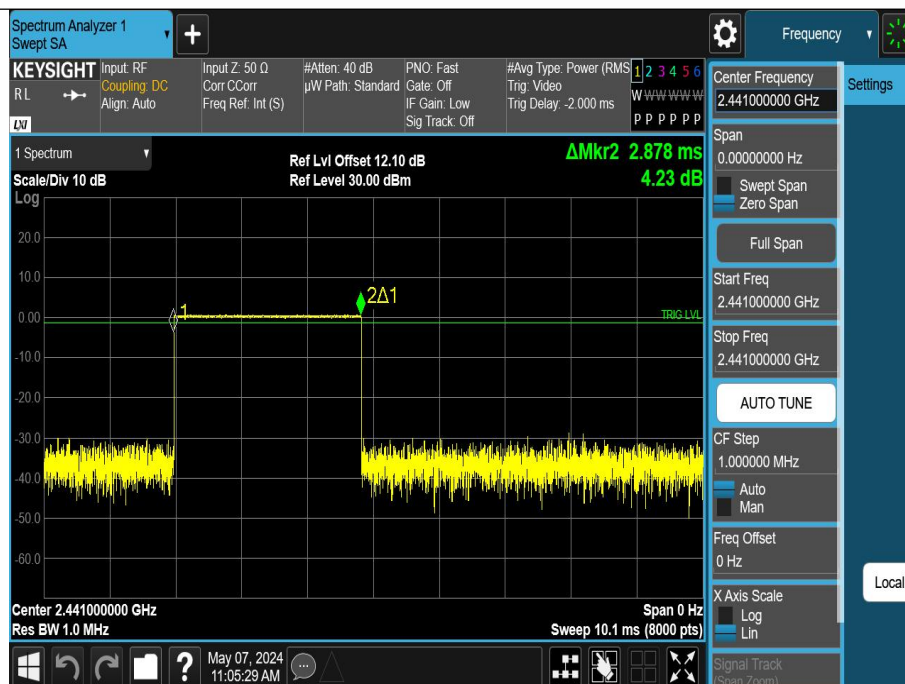 Spectrum Analyzer 1
Swept SA
Frequency
KEYSIGHT
RL
LXI
Input: RF
Coupling: DC
Align: Auto
Input Z: 50 Ω
Corr CCorr
Freq Ref: Int (S)
#Atten: 40 dB
µW Path: Standard
PNO: Fast
Gate: Off
IF Gain: Low
Sig Track: Off
#Avg Type: Power (RMS
Trig: Video
Trig Delay: -2.000 ms
1 2 3 4 5 6
W W W W W W
P P P P P P
1 Spectrum
Scale/Div 10 dB
Log
Ref Lvl Offset 12.10 dB
Ref Level 30.00 dBm
ΔMkr2 2.878 ms
4.23 dB
20.0
10.0
0.00
-10.0
-20.0
-30.0
-40.0
-50.0
-60.0
1
2Δ1
TRIG LVL
Center 2.441000000 GHz
Res BW 1.0 MHz
Span 0 Hz
Sweep 10.1 ms (8000 pts)
?
May 07, 2024
11:05:29 AM
Center Frequency
2.441000000 GHz
Span
0.00000000 Hz
Swept Span
Zero Span
Full Span
Start Freq
2.441000000 GHz
Stop Freq
2.441000000 GHz
AUTO TUNE
CF Step
1.000000 MHz
Auto
Man
Freq Offset
0 Hz
X Axis Scale
Log
Lin
Signal Track
(Span Zoom)
Settings
Local